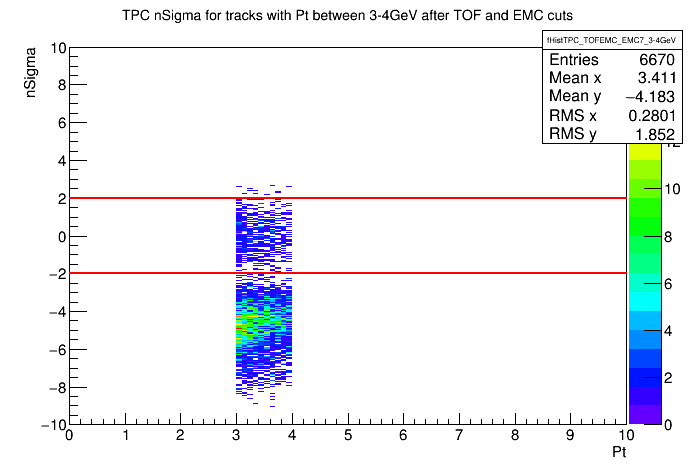 TPC nSigma for tracks with Pt between 3-4GeV after TOF and EMC cuts
fHistTPC_TOFEMC_EMC7_3-4GeV
Entries 6670
Mean x 3.411
Mean y −4.183
RMS x 0.2801
RMS y 1.852
nSigma
10
8
6
4
2
0
−2
−4
−6
−8
−10
0 1 2 3 4 5 6 7 8 9 10
Pt
12
10
8
6
4
2
0